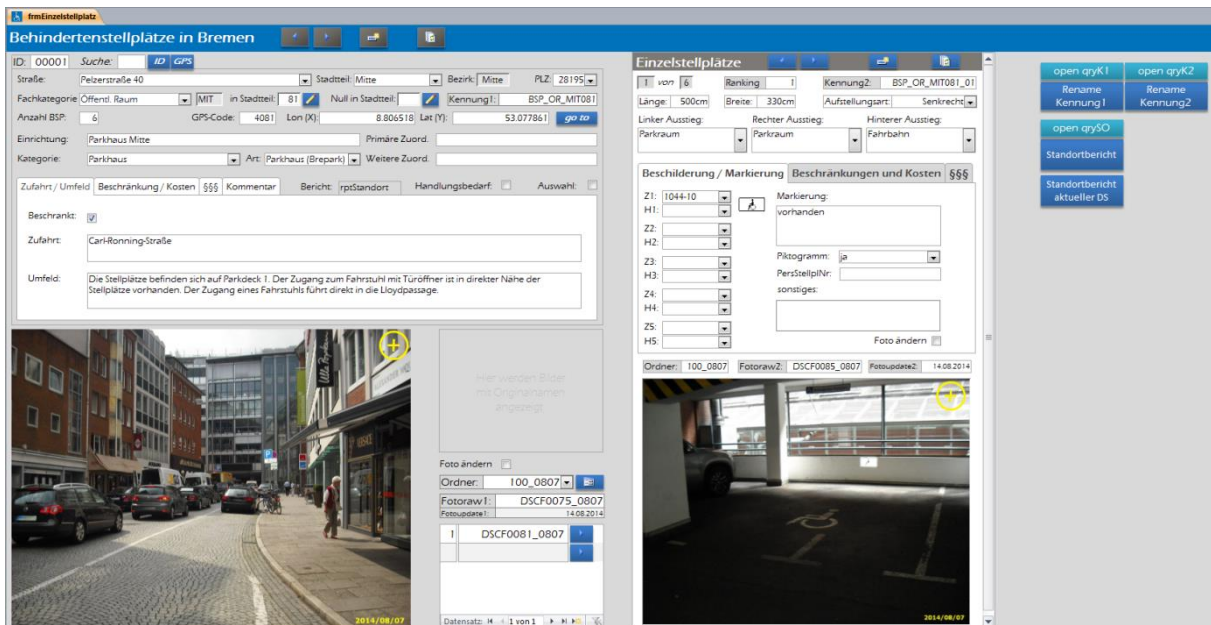 frmEinzelstellplatz
Behindertenstellplätze in Bremen
ID: 00001 Suche: ID GPS
Straße: Pelzerstraße 40 Stadtteil: Mitte Bezirk: Mitte PLZ: 28195
Fachkategorie Öffentl. Raum MIT in Stadtteil: 81 Null in Stadtteil: Kennung1: BSP_OR_MIT081
Anzahl BSP: 6 GPS-Code: 4081 Lon (X): 8.806518 Lat (Y): 53.077861 go to
Einrichtung: Parkhaus Mitte Primäre Zuord.
Kategorie: Parkhaus Art: Parkhaus (Brepark) Weitere Zuord.
Zufahrt / Umfeld Beschränkung / Kosten §§§ Kommentar Bericht: rptStandort Handlungsbedarf: Auswahl:
Beschrankt:
Zufahrt: Carl-Ronning-Straße
Umfeld: Die Stellplätze befinden sich auf Parkdeck 1. Der Zugang zum Fahrstuhl mit Türöffner ist in direkter Nähe der
Stellplätze vorhanden. Der Zugang eines Fahrstuhls führt direkt in die Lloydpassage.
Ulla Popken
2014/08/07
Hier werden Bilder
mit Originalnamen
angezeigt
Foto ändern
Ordner: 100_0807
Fotoraw1: DSCF0075_0807
Fotoupdate1: 14.08.2014
1 DSCF0081_0807
Datensatz: 1 von 1
Einzelstellplätze
1 von 6 Ranking 1 Kennung2: BSP_OR_MIT081_01
Länge: 500cm Breite: 330cm Aufstellungsart: Senkrecht
Linker Ausstieg: Rechter Ausstieg: Hinterer Ausstieg:
Parkraum Parkraum Fahrbahn
Beschilderung / Markierung Beschränkungen und Kosten §§§
Z1: 1044-10 Markierung:
H1: vorhanden
Z2:
H2:
Z3: Piktogramm: ja
H3: PersStellplNr:
Z4: sonstiges:
H4:
Z5:
H5: Foto ändern
Ordner: 100_0807 Fotoraw2: DSCF0085_0807 Fotoupdate2: 14.08.2014
2014/08/07
open qryK1 open qryK2
Rename Rename
Kennung1 Kennung2
open qrySO
Standortbericht
Standortbericht
aktueller DS